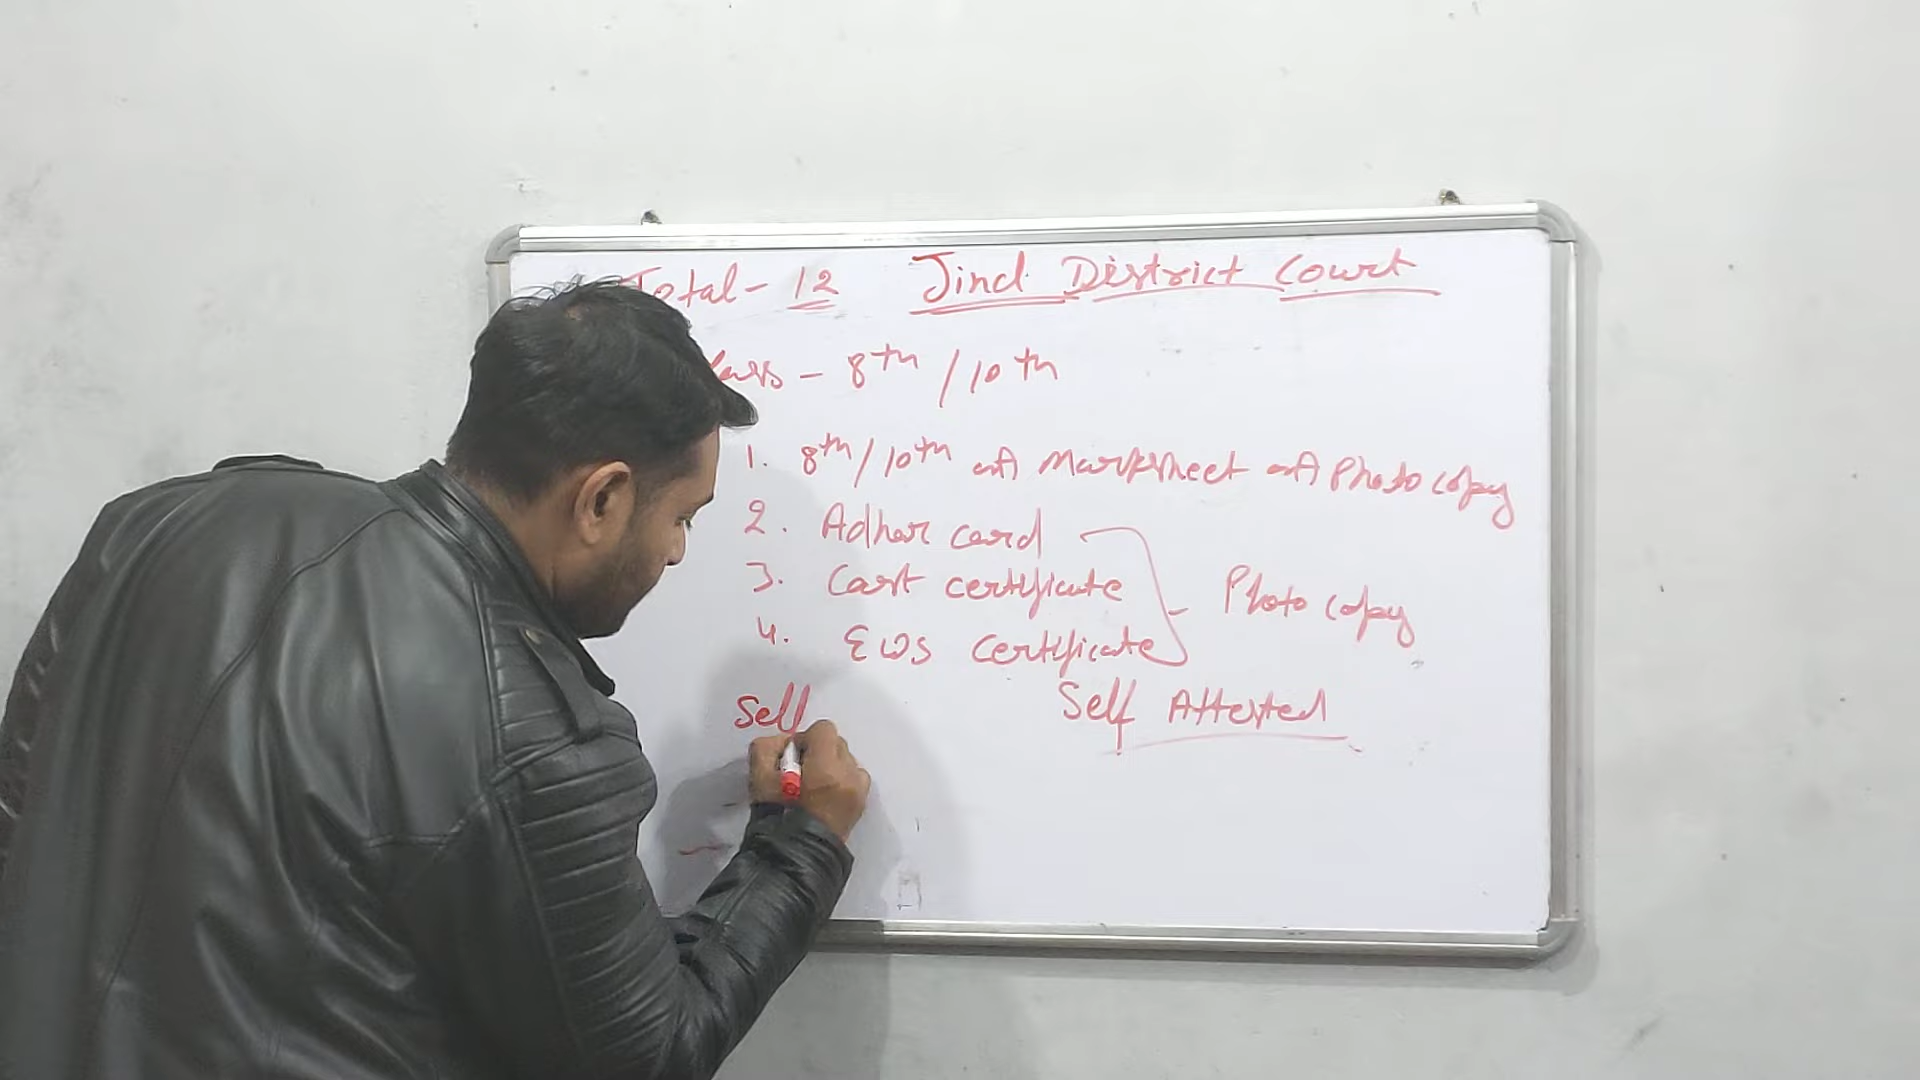 Total - 12 Jind District Court
lass - 8th / 10th
1. 8th / 10th की Marksheet की Photo copy
2. Adhar card
3. Cast certificate
Photo copy
4. EWS Certificate
Self Self Attested